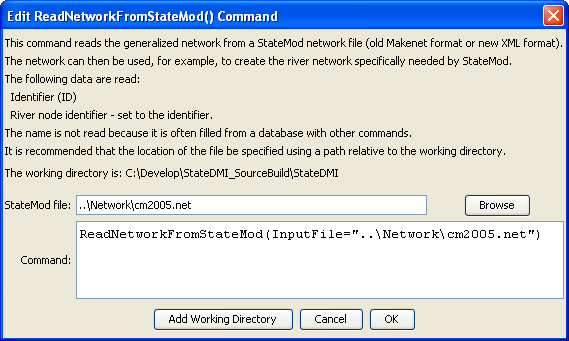 Edit ReadNetworkFromStateMod() Command
This command reads the generalized network from a StateMod network file (old Makenet format or new XML format).
The network can then be used, for example, to create the river network specifically needed by StateMod.
The following data are read:
Identifier (ID)
River node identifier - set to the identifier.
The name is not read because it is often filled from a database with other commands.
It is recommended that the location of the file be specified using a path relative to the working directory.
The working directory is: C:\Develop\StateDMI_SourceBuild\StateDMI
StateMod file: ..\Network\cm2005.net Browse
ReadNetworkFromStateMod(InputFile="..\Network\cm2005.net")
Command:
Add Working Directory Cancel OK